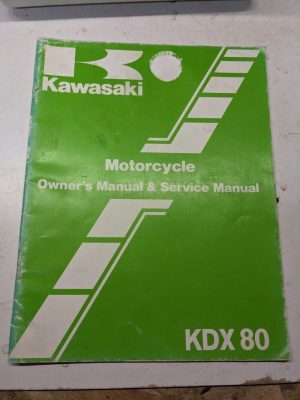 Kawasaki
Motorcycle
Owner's Manual & Service Manual
KDX 80